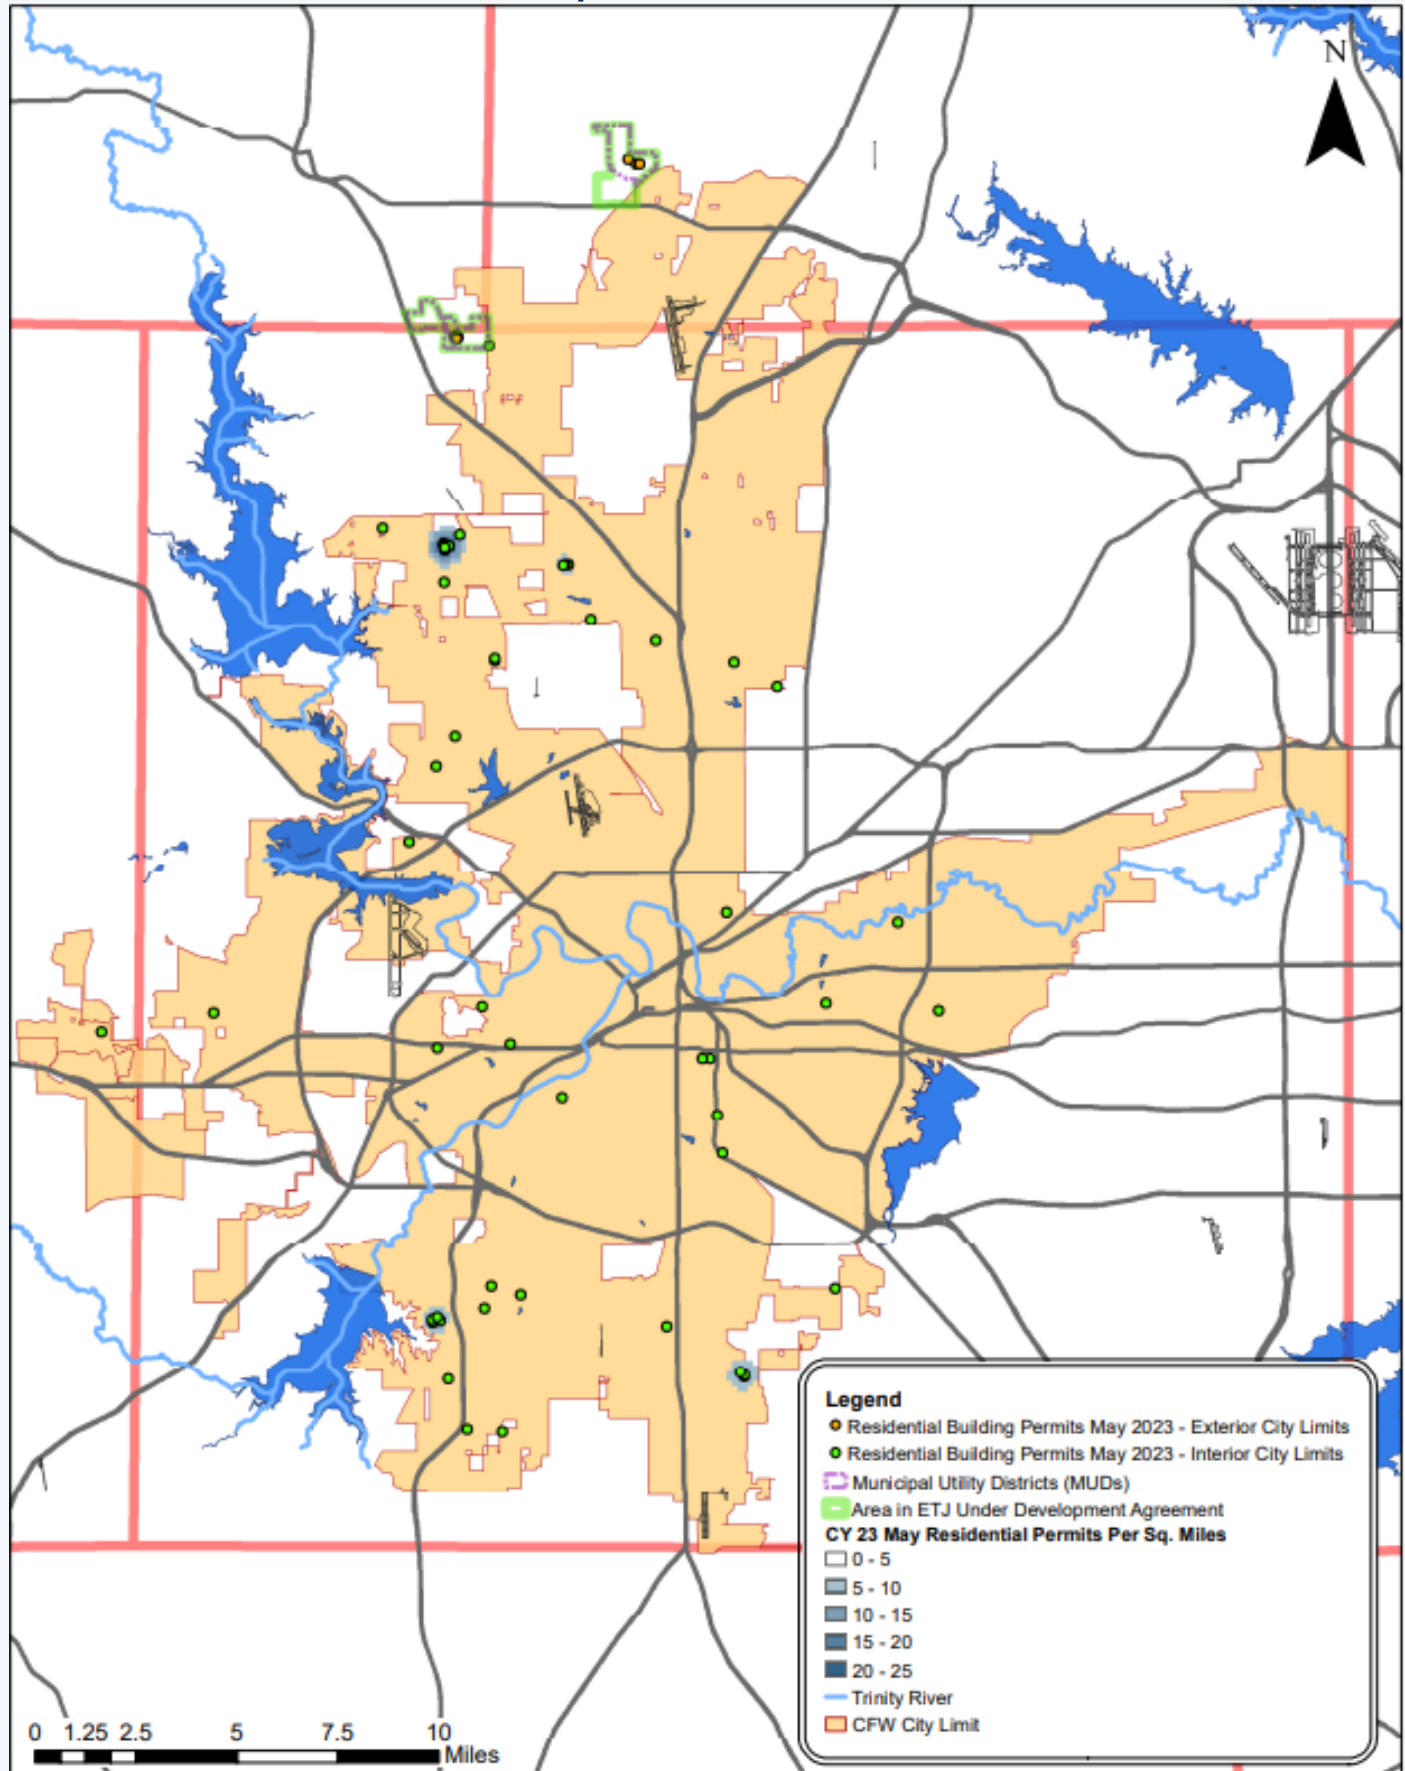 N
Legend
Residential Building Permits May 2023 - Exterior City Limits
Residential Building Permits May 2023 - Interior City Limits
Municipal Utility Districts (MUDs)
Area in ETJ Under Development Agreement
CY 23 May Residential Permits Per Sq. Miles
0 - 5
5 - 10
10 - 15
15 - 20
20 - 25
Trinity River
CFW City Limit
0 1.25 2.5 5 7.5 10
Miles